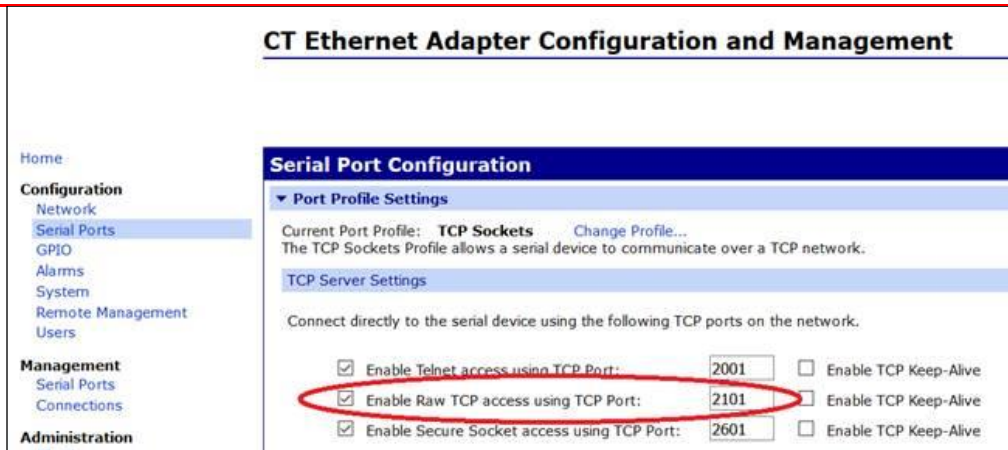 CT Ethernet Adapter Configuration and Management
Home
Configuration
Network
Serial Ports
GPIO
Alarms
System
Remote Management
Users
Management
Serial Ports
Connections
Administration
Serial Port Configuration
▼ Port Profile Settings
Current Port Profile: TCP Sockets Change Profile...
The TCP Sockets Profile allows a serial device to communicate over a TCP network.
TCP Server Settings
Connect directly to the serial device using the following TCP ports on the network.
Enable Telnet access using TCP Port: 2001 Enable TCP Keep-Alive
Enable Raw TCP access using TCP Port: 2101 Enable TCP Keep-Alive
Enable Secure Socket access using TCP Port: 2601 Enable TCP Keep-Alive